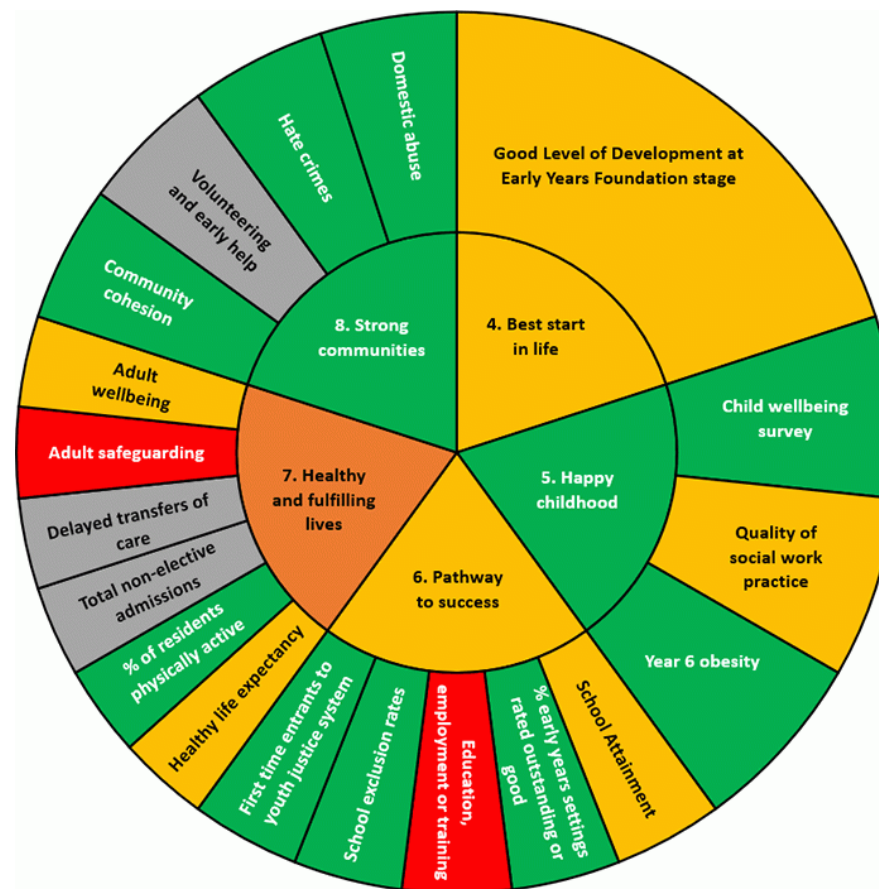 Good Level of Development at
Early Years Foundation stage
4. Best start
in life
Child wellbeing
survey
Quality of
social work
practice
Year 6 obesity
5. Happy
childhood
School Attainment
% early years settings
rated outstanding or
good
Education,
employment or training
School exclusion rates
First time entrants to
youth justice system
6. Pathway
to success
Healthy life expectancy
% of residents
physically active
Total non-elective
admissions
Delayed transfers of
care
Adult safeguarding
Adult
wellbeing
7. Healthy
and fulfilling
lives
Community
cohesion
Volunteering
and early help
Hate crimes
Domestic abuse
8. Strong
communities